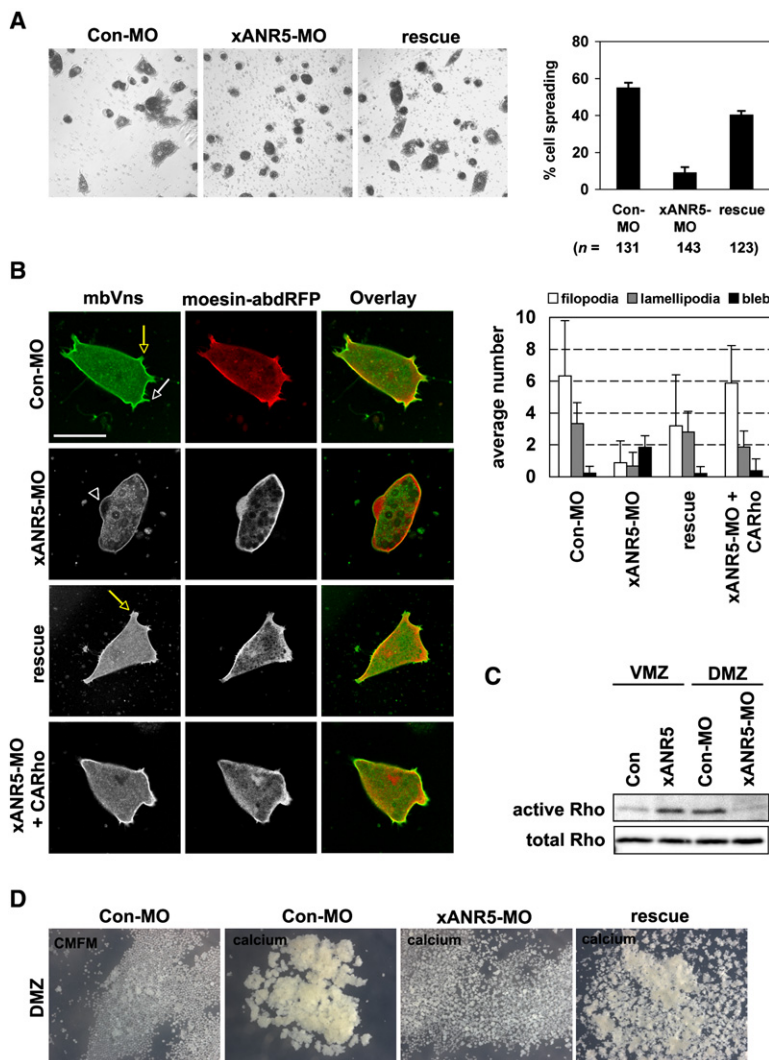 A
Con-MO xANR5-MO rescue
% cell spreading
80
60
40
20
0
Con-MO xANR5-MO rescue
(n = 131 143 123)
B
mbVns moesin-abdRFP Overlay
Con-MO
xANR5-MO
rescue
xANR5-MO + CARho
filopodia lamellipodia bleb
average number
10
8
6
4
2
0
Con-MO xANR5-MO rescue xANR5-MO + CARho
C
VMZ DMZ
Con xANR5 Con-MO xANR5-MO
active Rho
total Rho
D
Con-MO Con-MO xANR5-MO rescue
DMZ
CMFM calcium calcium calcium